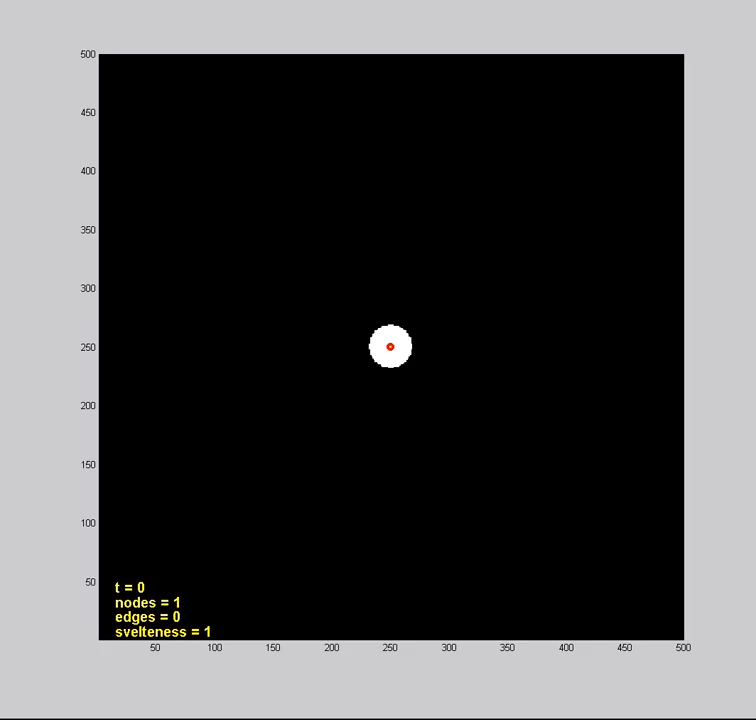 500
450
400
350
300
250
200
150
100
50
t = 0
nodes = 1
edges = 0
svelteness = 1
50 100 150 200 250 300 350 400 450 500